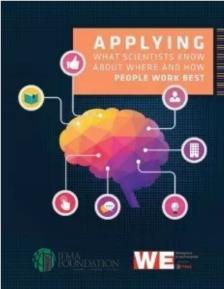 APPLYING
WHAT SCIENTISTS KNOW
ABOUT WHERE AND HOW
PEOPLE WORK BEST
IFMA
FOUNDATION
WE